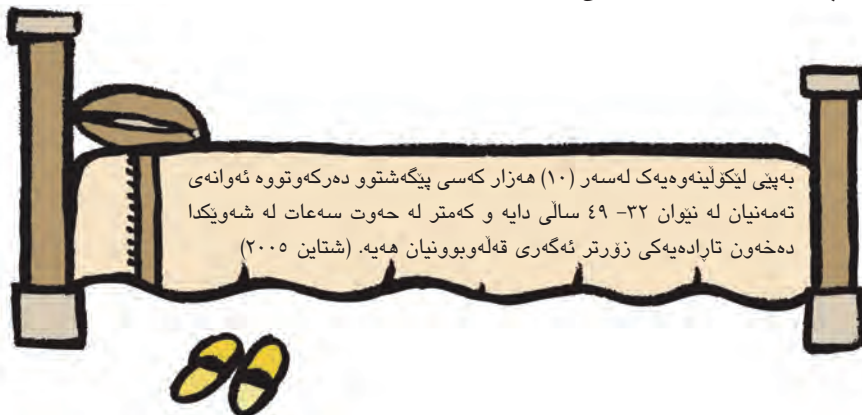 بەپێی لێکۆڵینەوەیەک لەسەر (١٠) هەزار کەسی پێگەشتوو دەرکەوتووە ئەوانەی
تەمەنیان لە نێوان ٣٢- ٤٩ ساڵی دایە و کەمتر لە حەوت سەعات لە شەوێکدا
دەخەون تاڕادەیەکی زۆرتر ئەگەری قەڵەوبوونیان هەیە. (شتاین ٢٠٠٥)